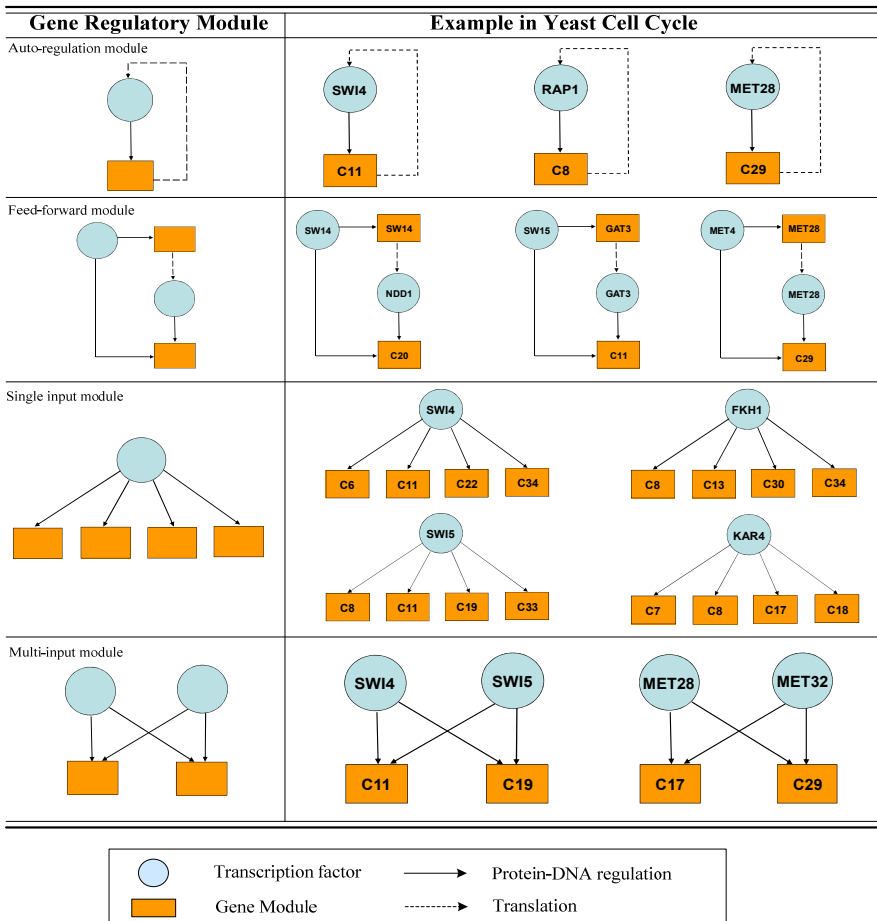 Gene Regulatory Module
Example in Yeast Cell Cycle
Auto-regulation module
SWI4
RAP1
MET28
C11
C8
C29
Feed-forward module
SW14
SW14
SW15
GAT3
MET4
MET28
NDD1
GAT3
MET28
C20
C11
C29
Single input module
SWI4
FKH1
C6
C11
C22
C34
C8
C13
C30
C34
SWI5
KAR4
C8
C11
C19
C33
C7
C8
C17
C18
Multi-input module
SWI4
SWI5
MET28
MET32
C11
C19
C17
C29
Transcription factor
Protein-DNA regulation
Gene Module
Translation